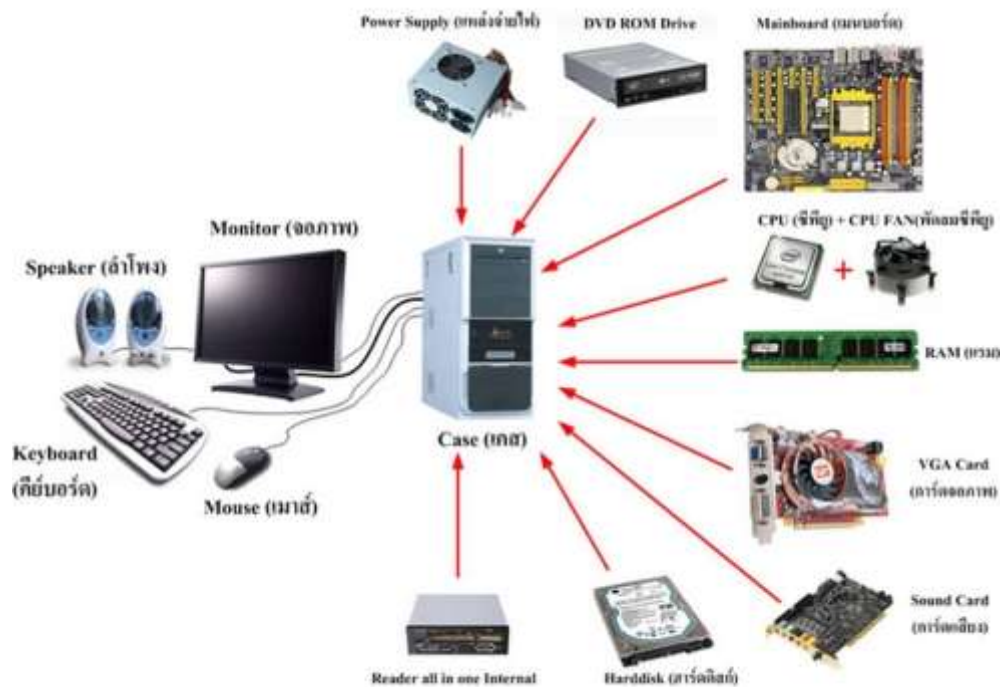 Power Supply (แหล่งจ่ายไฟ)
DVD ROM Drive
Mainboard (เมนบอร์ด)
Monitor (จอภาพ)
CPU (ซีพียู) + CPU FAN(พัดลมซีพียู)
Speaker (ลำโพง)
+
RAM (แรม)
Case (เคส)
Keyboard
(คีย์บอร์ด)
Mouse (เมาส์)
VGA Card
(การ์ดจอภาพ)
Sound Card
(การ์ดเสียง)
Reader all in one Internal
Harddisk (ฮาร์ดดิสก์)